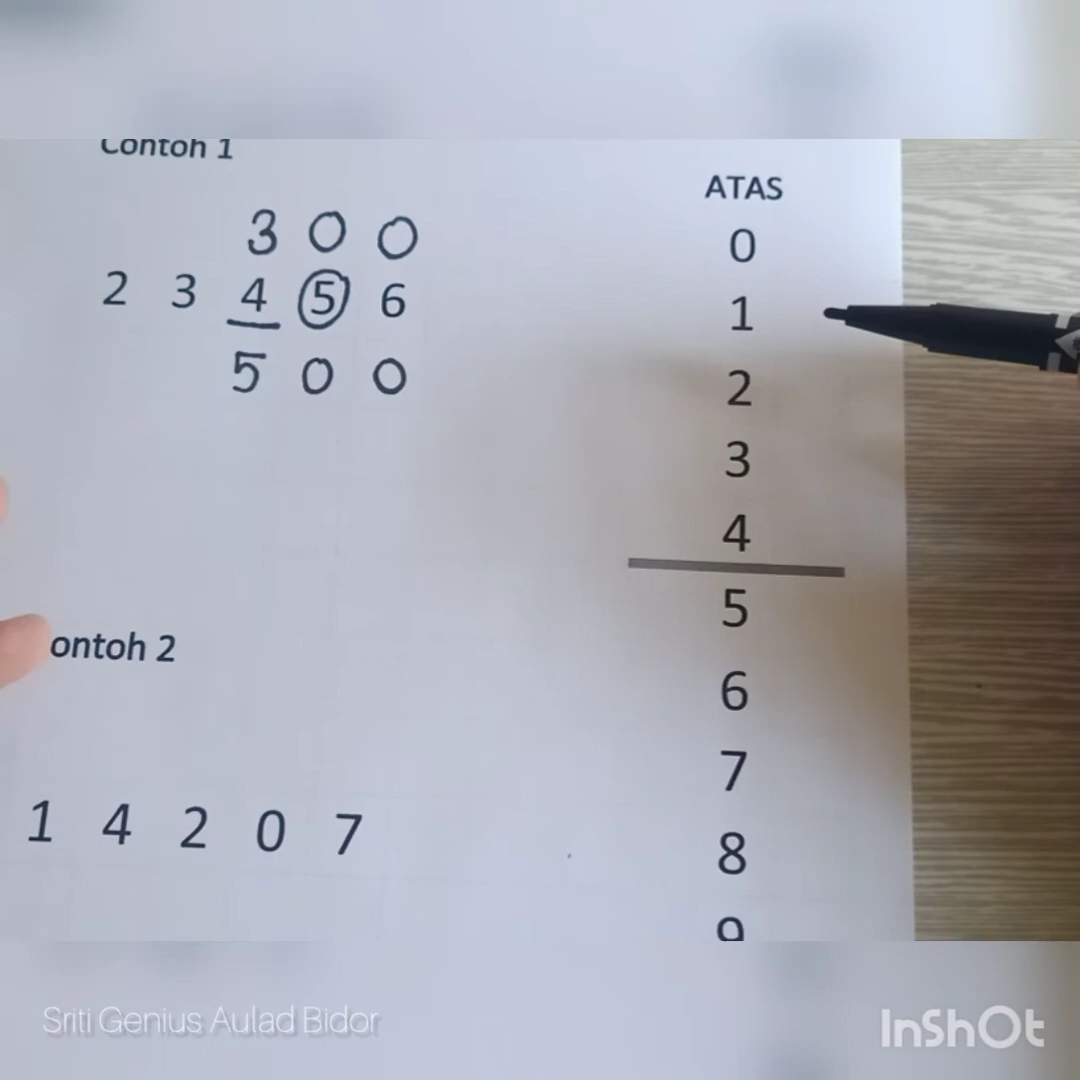 Contoh 1
3 0 0
2 3 4 5 6
5 0 0
ontoh 2
1 4 2 0 7
ATAS
0
1
2
3
4
5
6
7
8
9
Sriti Genius Aulad Bidor
InShOt